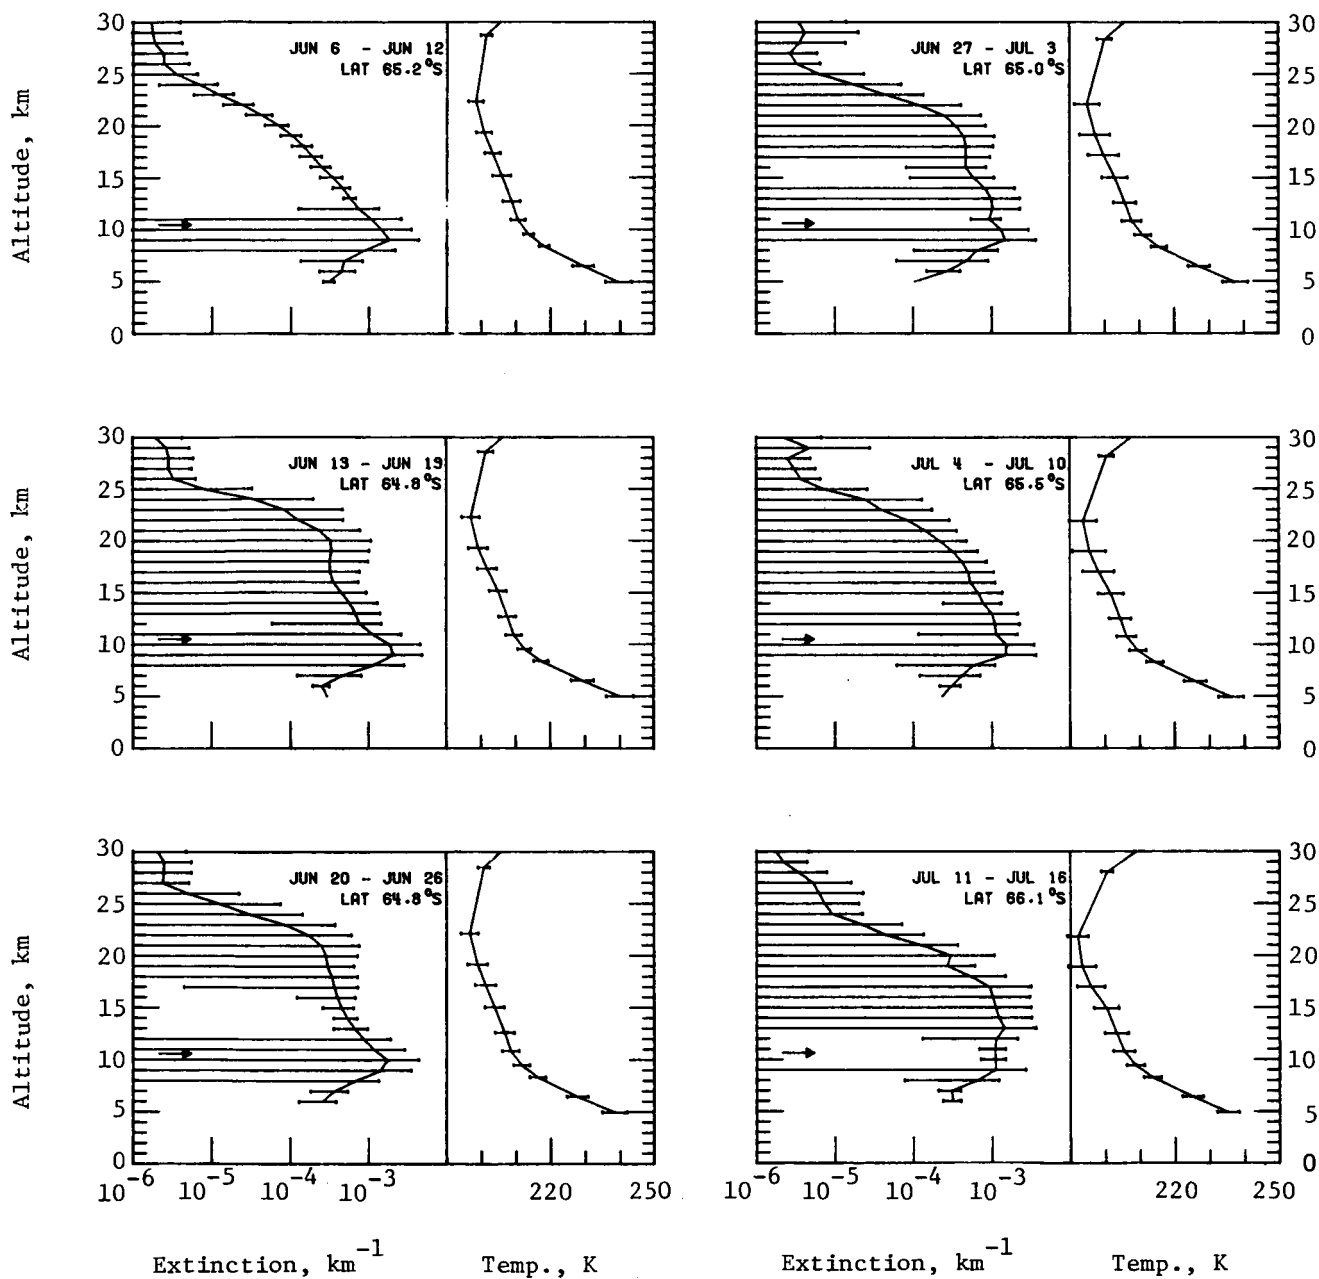 30
25
20
15
10
5
0
Altitude, km
JUN 6 - JUN 12
LAT 65.2°S
JUN 27 - JUL 3
LAT 65.0°S
30
25
20
15
10
5
0
30
25
20
15
10
5
0
Altitude, km
JUN 13 - JUN 19
LAT 64.8°S
JUL 4 - JUL 10
LAT 65.5°S
30
25
20
15
10
5
0
30
25
20
15
10
5
0
Altitude, km
JUN 20 - JUN 26
LAT 64.8°S
JUL 11 - JUL 16
LAT 66.1°S
30
25
20
15
10
5
0
10⁻⁶ 10⁻⁵ 10⁻⁴ 10⁻³ 220 250 10⁻⁶ 10⁻⁵ 10⁻⁴ 10⁻³ 220 250
Extinction, km⁻¹ Temp., K Extinction, km⁻¹ Temp., K